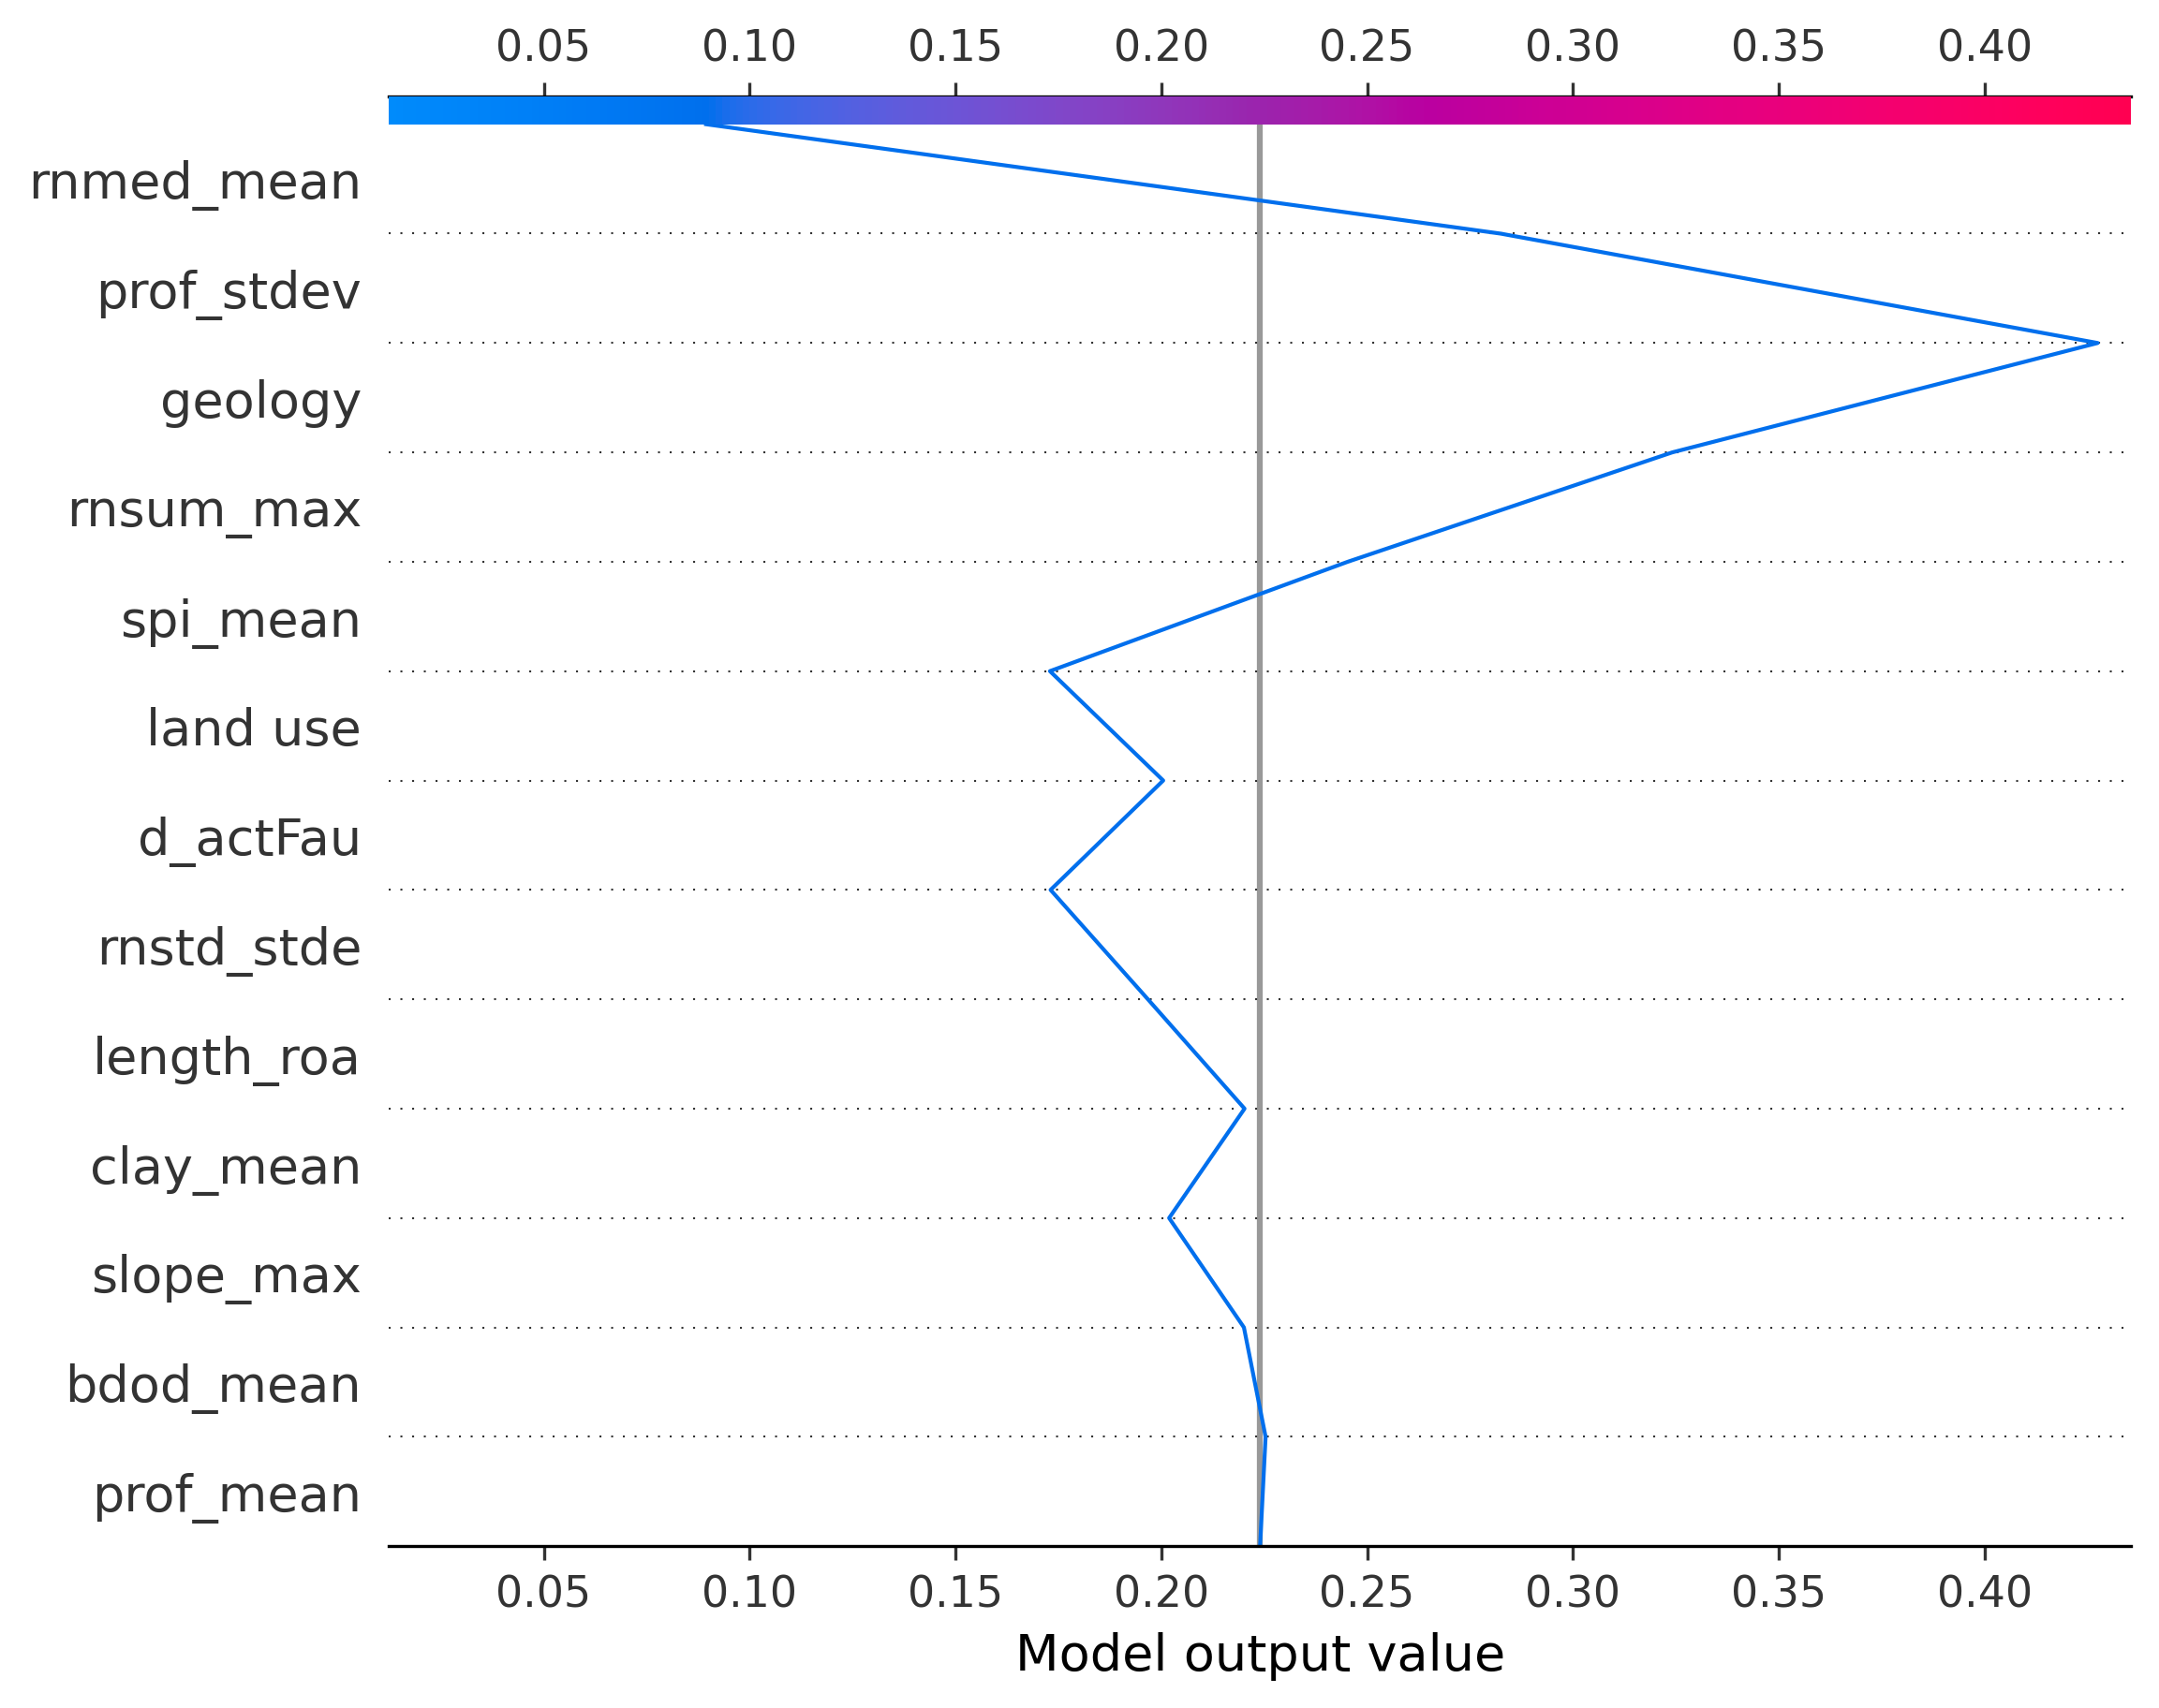 0.05 0.10 0.15 0.20 0.25 0.30 0.35 0.40
rnmed_mean
prof_stdev
geology
rnsum_max
spi_mean
land use
d_actFau
rnstd_stde
length_roa
clay_mean
slope_max
bdod_mean
prof_mean
0.05 0.10 0.15 0.20 0.25 0.30 0.35 0.40
Model output value